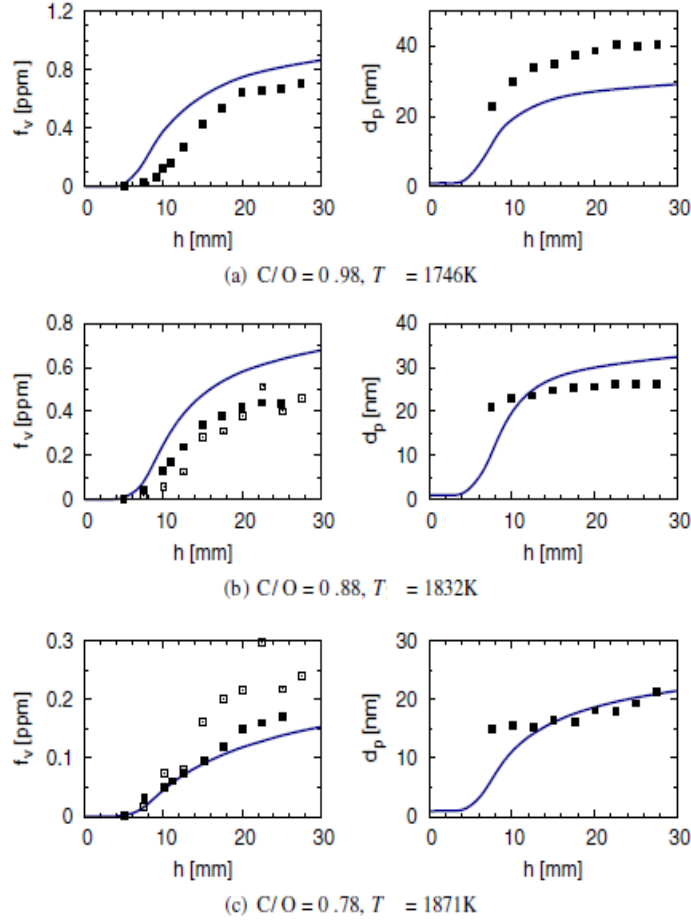 1.2
0.8
0.4
0
f_v [ppm]
0 10 20 30
h [mm]
40
20
0
d_p [nm]
0 10 20 30
h [mm]
(a) C/O = 0.98, T = 1746K
0.8
0.6
0.4
0.2
0
f_v [ppm]
0 10 20 30
h [mm]
40
30
20
10
0
d_p [nm]
0 10 20 30
h [mm]
(b) C/O = 0.88, T = 1832K
0.3
0.2
0.1
0
f_v [ppm]
0 10 20 30
h [mm]
30
20
10
0
d_p [nm]
0 10 20 30
h [mm]
(c) C/O = 0.78, T = 1871K